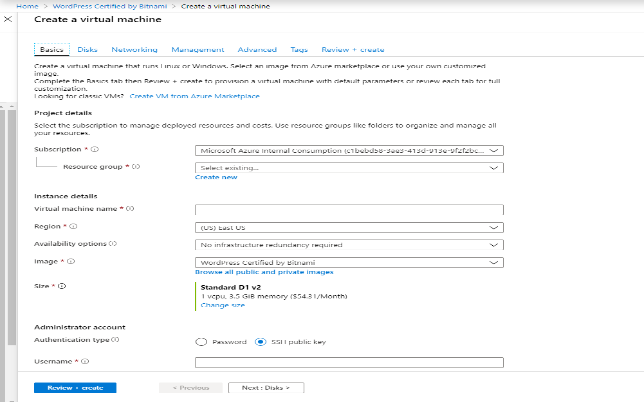 Home > WordPress Certified by Bitnami > Create a virtual machine
Create a virtual machine
Basics Disks Networking Management Advanced Tags Review + create
Create a virtual machine that runs Linux or Windows. Select an image from Azure marketplace or use your own customized
image.
Complete the Basics tab then Review + create to provision a virtual machine with default parameters or review each tab for full
customization.
Looking for classic VMs? Create VM from Azure Marketplace
Project details
Select the subscription to manage deployed resources and costs. Use resource groups like folders to organize and manage all
your resources.
Subscription * Microsoft Azure Internal Consumption
Resource group * Select existing...
Create new
Instance details
Virtual machine name *
Region * (US) East US
Availability options No infrastructure redundancy required
Image * WordPress Certified by Bitnami
Browse all public and private images
Size * Standard D1 v2
1 vcpu, 3.5 GiB memory ($54.31/Month)
Change size
Administrator account
Authentication type Password SSH public key
Username *
Review + create < Previous Next : Disks >